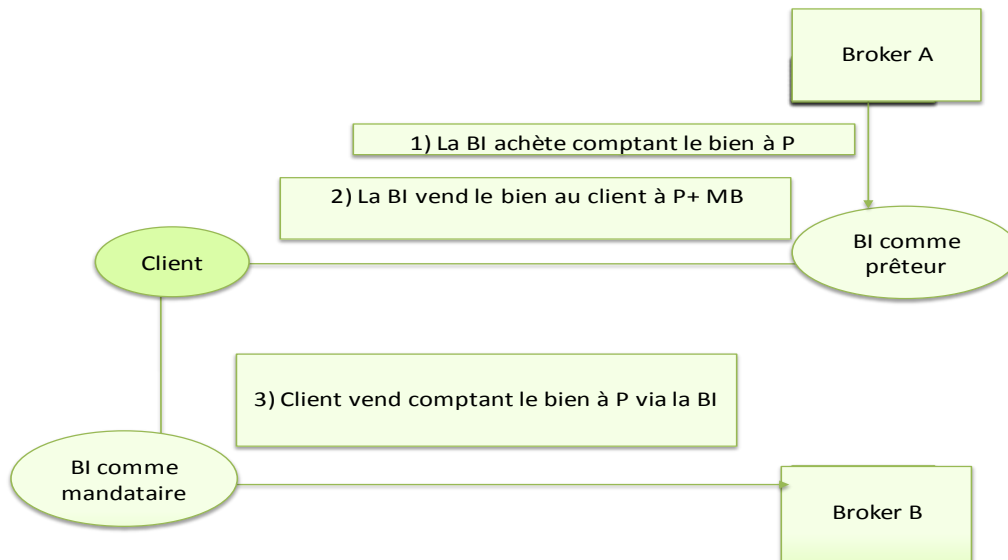 Broker A
1) La BI achète comptant le bien à P
2) La BI vend le bien au client à P+ MB
BI comme
prêteur
Client
3) Client vend comptant le bien à P via la BI
BI comme
mandataire
Broker B